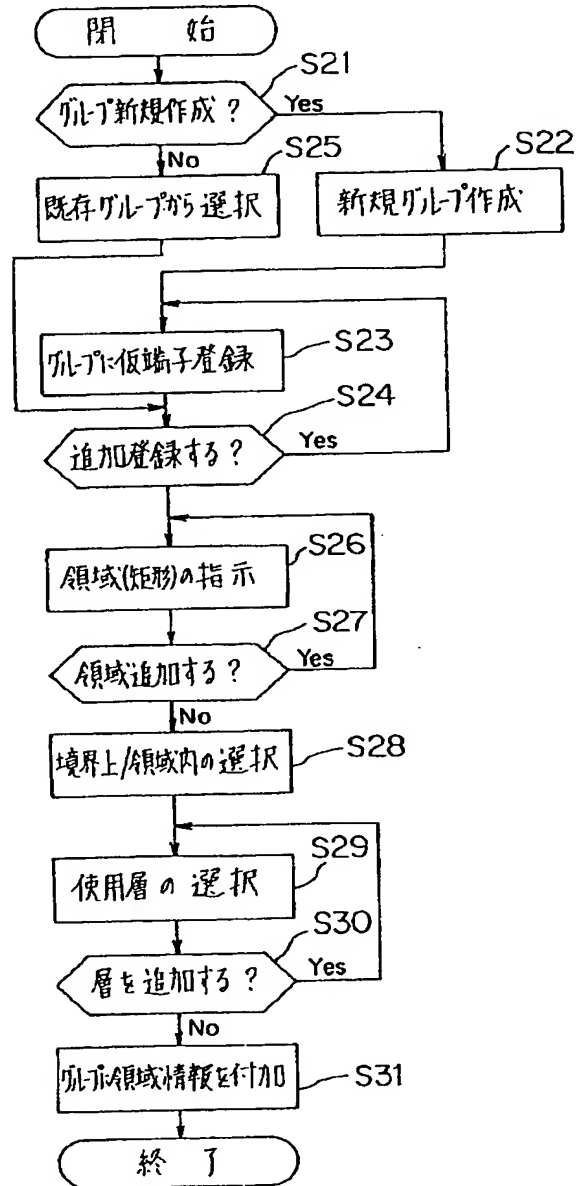 開 始
S21
グループ新規作成?
Yes
No
S25
S22
既存グループから選択
新規グループ作成
グループに仮端子登録
S23
S24
追加登録する?
Yes
領域(矩形)の指示
S26
S27
領域追加する?
Yes
No
境界上/領域内の選択
S28
使用層の選択
S29
S30
層を追加する?
Yes
No
グループに領域情報を付加
S31
終 了